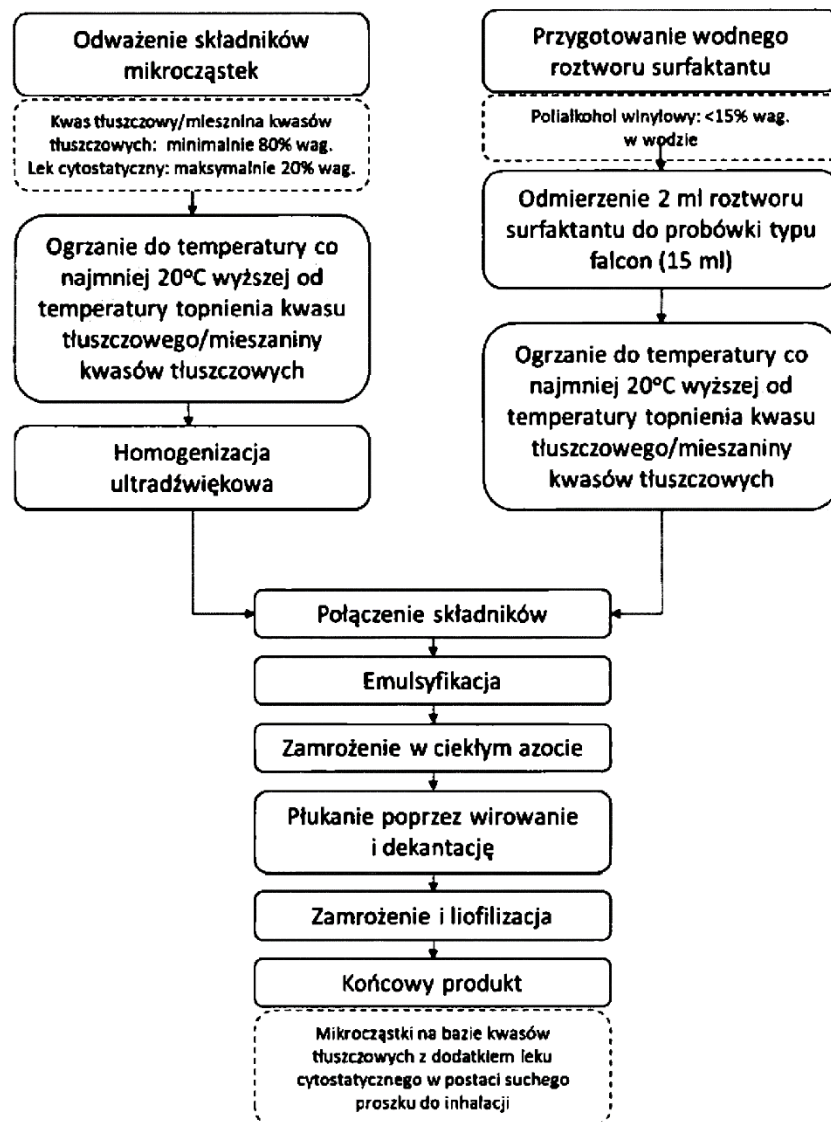 Odważenie składników
mikrocząstek
Kwas tłuszczowy/miesznina kwasów
tłuszczowych: minimalnie 80% wag.
Lek cytostatyczny: maksymalnie 20% wag.
Ogrzanie do temperatury co
najmniej 20°C wyższej od
temperatury topnienia kwasu
tłuszczowego/mieszaniny
kwasów tłuszczowych
Homogenizacja
ultradźwiękowa
Przygotowanie wodnego
roztworu surfaktantu
Polialkohol winylowy: <15% wag.
w wodzie
Odmierzenie 2 ml roztworu
surfaktantu do probówki typu
falcon (15 ml)
Ogrzanie do temperatury co
najmniej 20°C wyższej od
temperatury topnienia kwasu
tłuszczowego/mieszaniny
kwasów tłuszczowych
Połączenie składników
Emulsyfikacja
Zamrożenie w ciekłym azocie
Płukanie poprzez wirowanie
i dekantację
Zamrożenie i liofilizacja
Końcowy produkt
Mikrocząstki na bazie kwasów
tłuszczowych z dodatkiem leku
cytostatycznego w postaci suchego
proszku do inhalacji